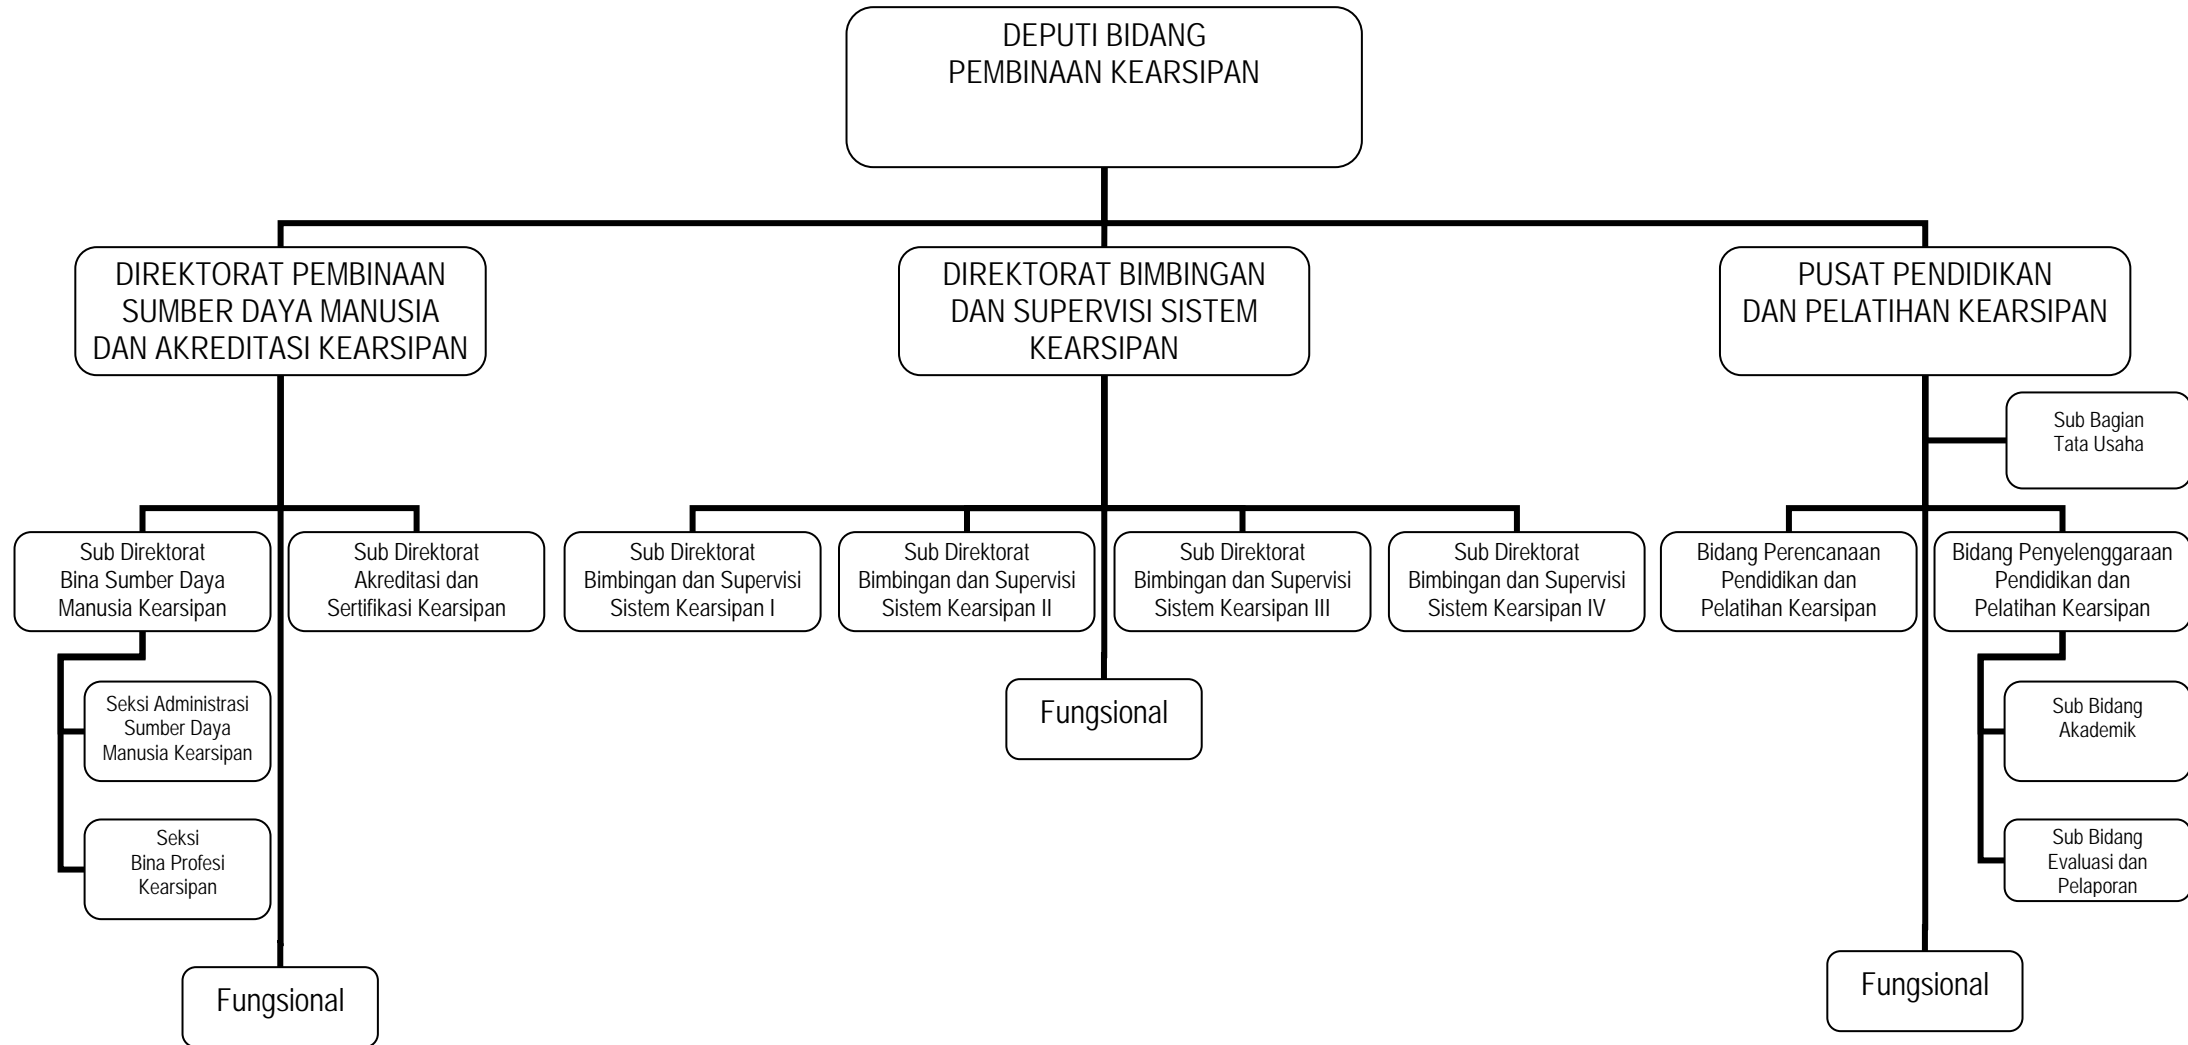 DEPUTI BIDANG
PEMBINAAN KEARSIPAN
DIREKTORAT PEMBINAAN
SUMBER DAYA MANUSIA
DAN AKREDITASI KEARSIPAN
DIREKTORAT BIMBINGAN
DAN SUPERVISI SISTEM
KEARSIPAN
PUSAT PENDIDIKAN
DAN PELATIHAN KEARSIPAN
Sub Bagian
Tata Usaha
Sub Direktorat
Bina Sumber Daya
Manusia Kearsipan
Sub Direktorat
Akreditasi dan
Sertifikasi Kearsipan
Sub Direktorat
Bimbingan dan Supervisi
Sistem Kearsipan I
Sub Direktorat
Bimbingan dan Supervisi
Sistem Kearsipan II
Sub Direktorat
Bimbingan dan Supervisi
Sistem Kearsipan III
Sub Direktorat
Bimbingan dan Supervisi
Sistem Kearsipan IV
Bidang Perencanaan
Pendidikan dan
Pelatihan Kearsipan
Bidang Penyelenggaraan
Pendidikan dan
Pelatihan Kearsipan
Seksi Administrasi
Sumber Daya
Manusia Kearsipan
Fungsional
Sub Bidang
Akademik
Seksi
Bina Profesi
Kearsipan
Sub Bidang
Evaluasi dan
Pelaporan
Fungsional
Fungsional